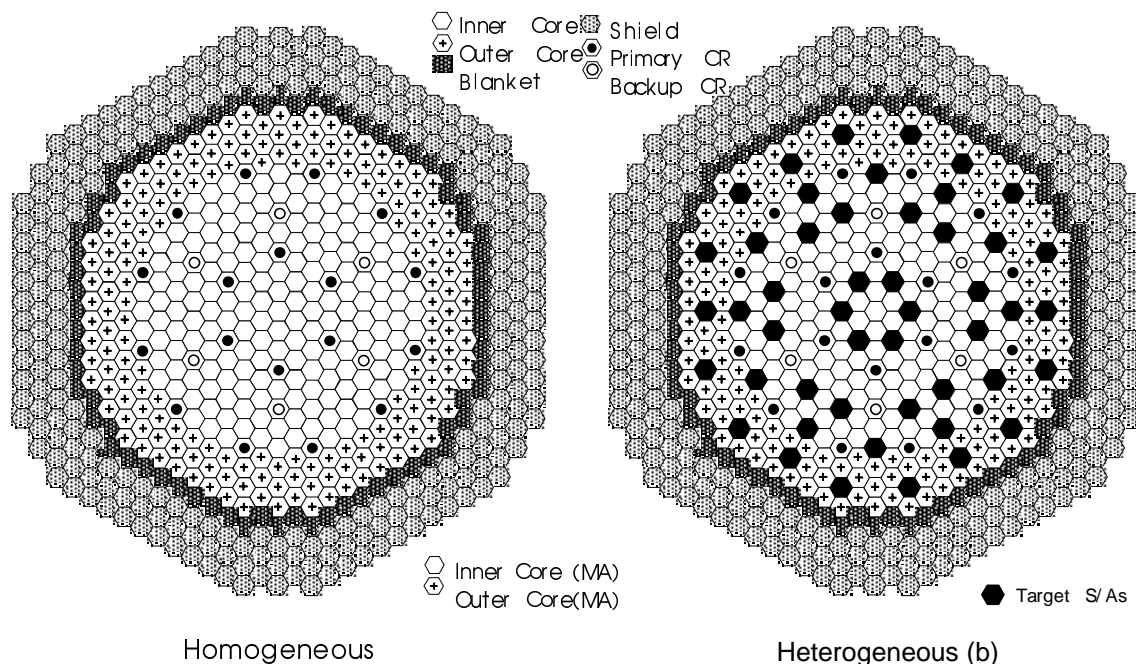 Inner Core
Outer Core
Blanket
Shield
Primary CR
Backup CR
Inner Core (MA)
Outer Core(MA)
Target S/As
Homogeneous
Heterogeneous (b)